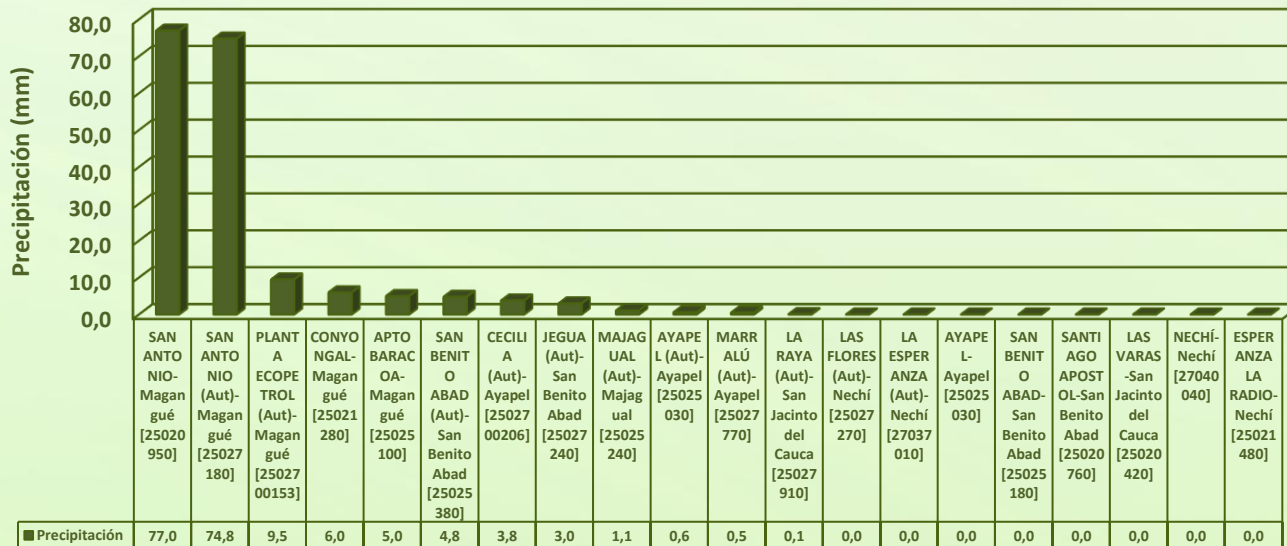 Precipitación (mm)
80,0
70,0
60,0
50,0
40,0
30,0
20,0
10,0
0,0
SAN
ANTO
NIO-
Magan
gué
[25020
950]
SAN
ANTO
NIO
(Aut)-
Magan
gué
[25027
180]
PLANT
A
ECOPE
TROL
(Aut)-
Magan
gué
[25027
00153]
CONYO
NGAL-
Magan
gué
[25021
280]
APTO
BARAC
OA-
Magan
gué
[25025
100]
SAN
BENIT
O
ABAD
(Aut)-
San
Benito
Abad
[25025
380]
CECILI
A
(Aut)-
Ayapel
[25027
00206]
JEGUA
(Aut)-
San
Benito
Abad
[25027
240]
MAJAG
UAL
(Aut)-
Majag
ual
[25025
240]
AYAPE
L (Aut)-
Ayapel
[25025
030]
MARR
ALÚ
(Aut)-
Ayapel
[25027
770]
LA
RAYA
(Aut)-
San
Jacinto
del
Cauca
[25027
910]
LAS
FLORES
(Aut)-
Nechí
[25027
270]
LA
ESPER
ANZA
(Aut)-
Nechí
[27037
010]
AYAPE
L-
Ayapel
[25025
030]
SAN
BENIT
O
ABAD-
San
Benito
Abad
[25025
180]
SANTI
AGO
APOST
OL-San
Benito
Abad
[25020
760]
LAS
VARAS
-San
Jacinto
del
Cauca
[25020
420]
NECHÍ-
Nechí
[27040
040]
ESPER
ANZA
LA
RADIO-
Nechí
[25021
480]
Precipitación 77,0 74,8 9,5 6,0 5,0 4,8 3,8 3,0 1,1 0,6 0,5 0,1 0,0 0,0 0,0 0,0 0,0 0,0 0,0 0,0